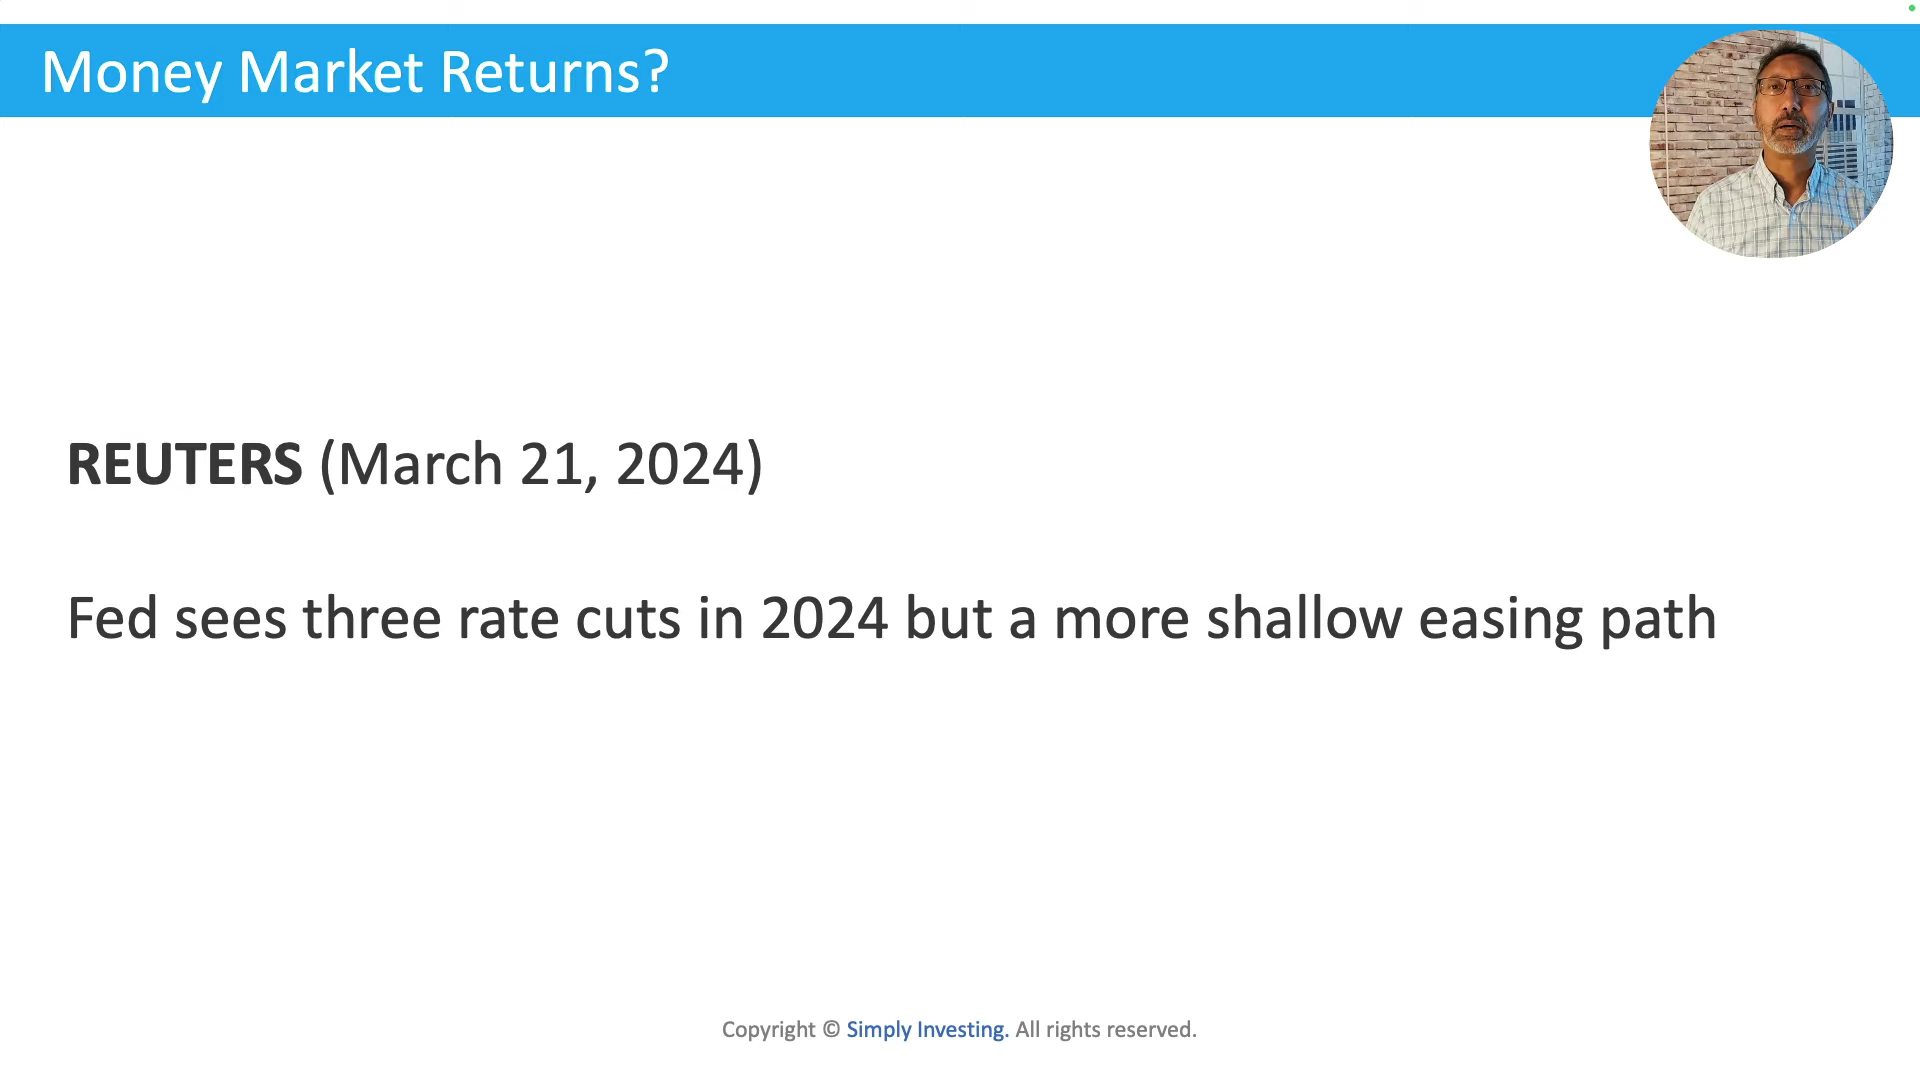 Money Market Returns?
REUTERS (March 21, 2024)
Fed sees three rate cuts in 2024 but a more shallow easing path
Copyright © Simply Investing. All rights reserved.